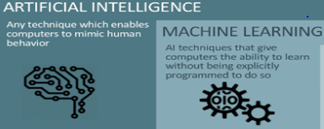 ARTIFICIAL INTELLIGENCE
Any technique which enables
computers to mimic human
behavior
MACHINE LEARNING
AI techniques that give
computers the ability to learn
without being explicitly
programmed to do so